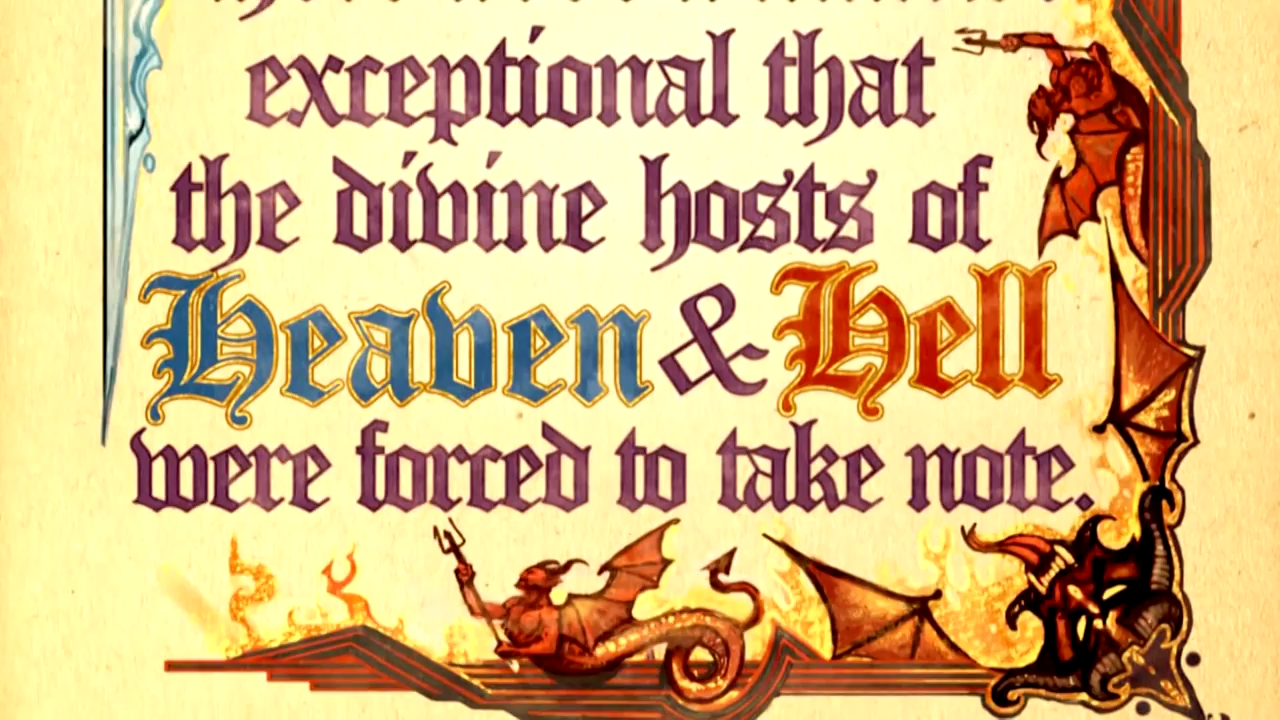 exceptional that
the divine hosts of
Heaven & Hell
were forced to take note.